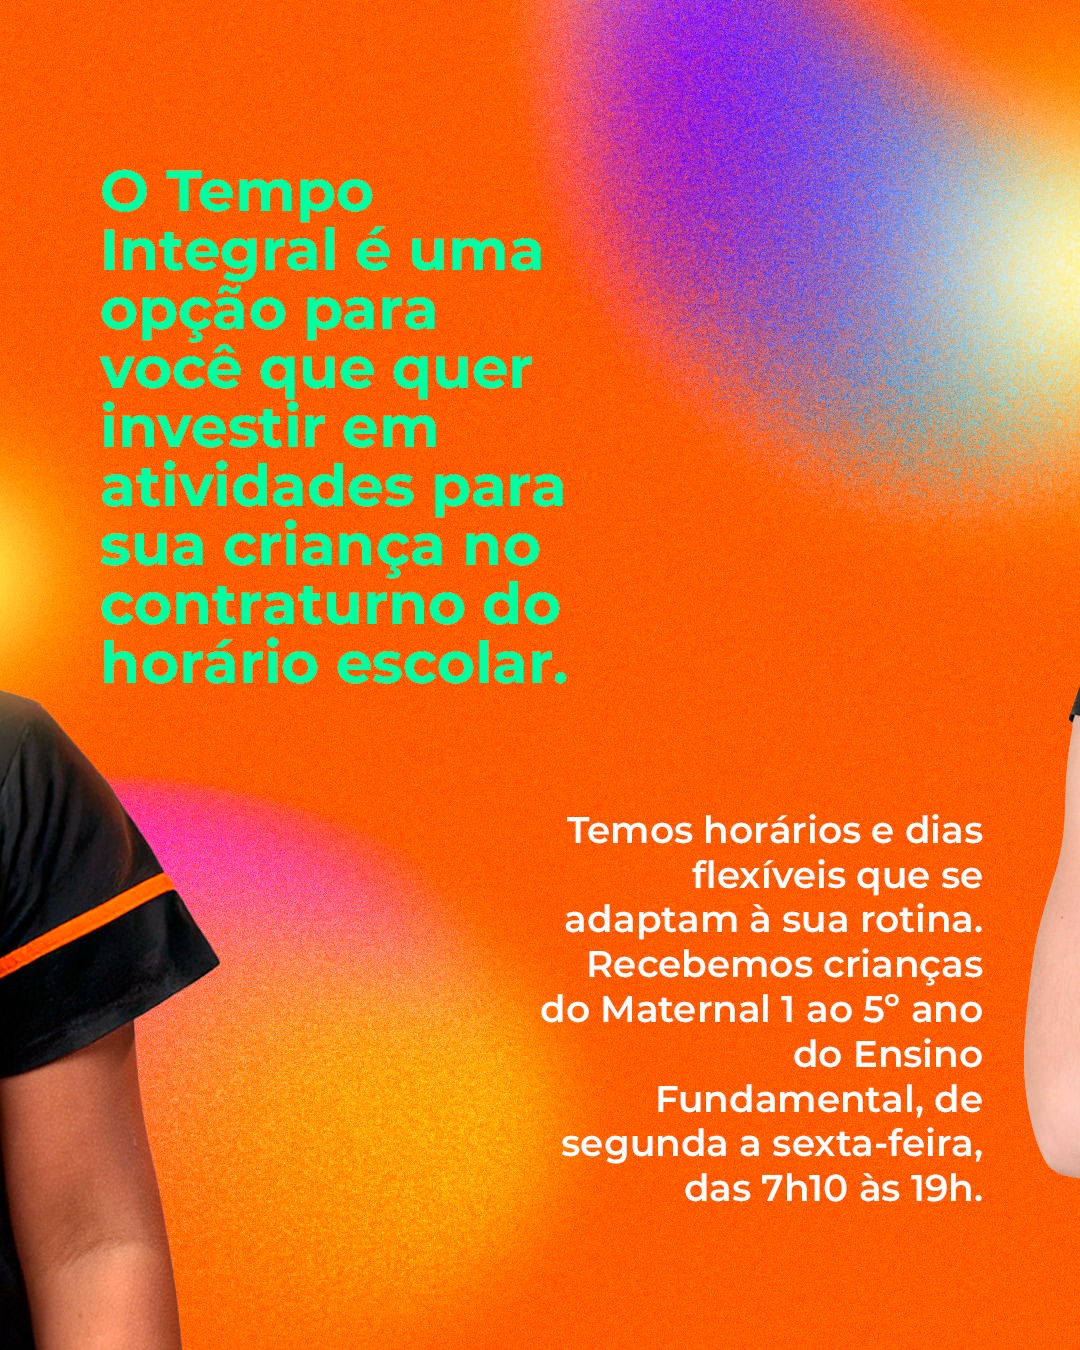 O Tempo
Integral é uma
opção para
você que quer
investir em
atividades para
sua criança no
contraturno do
horário escolar.
Temos horários e dias
flexíveis que se
adaptam à sua rotina.
Recebemos crianças
do Maternal 1 ao 5º ano
do Ensino
Fundamental, de
segunda a sexta-feira,
das 7h10 às 19h.